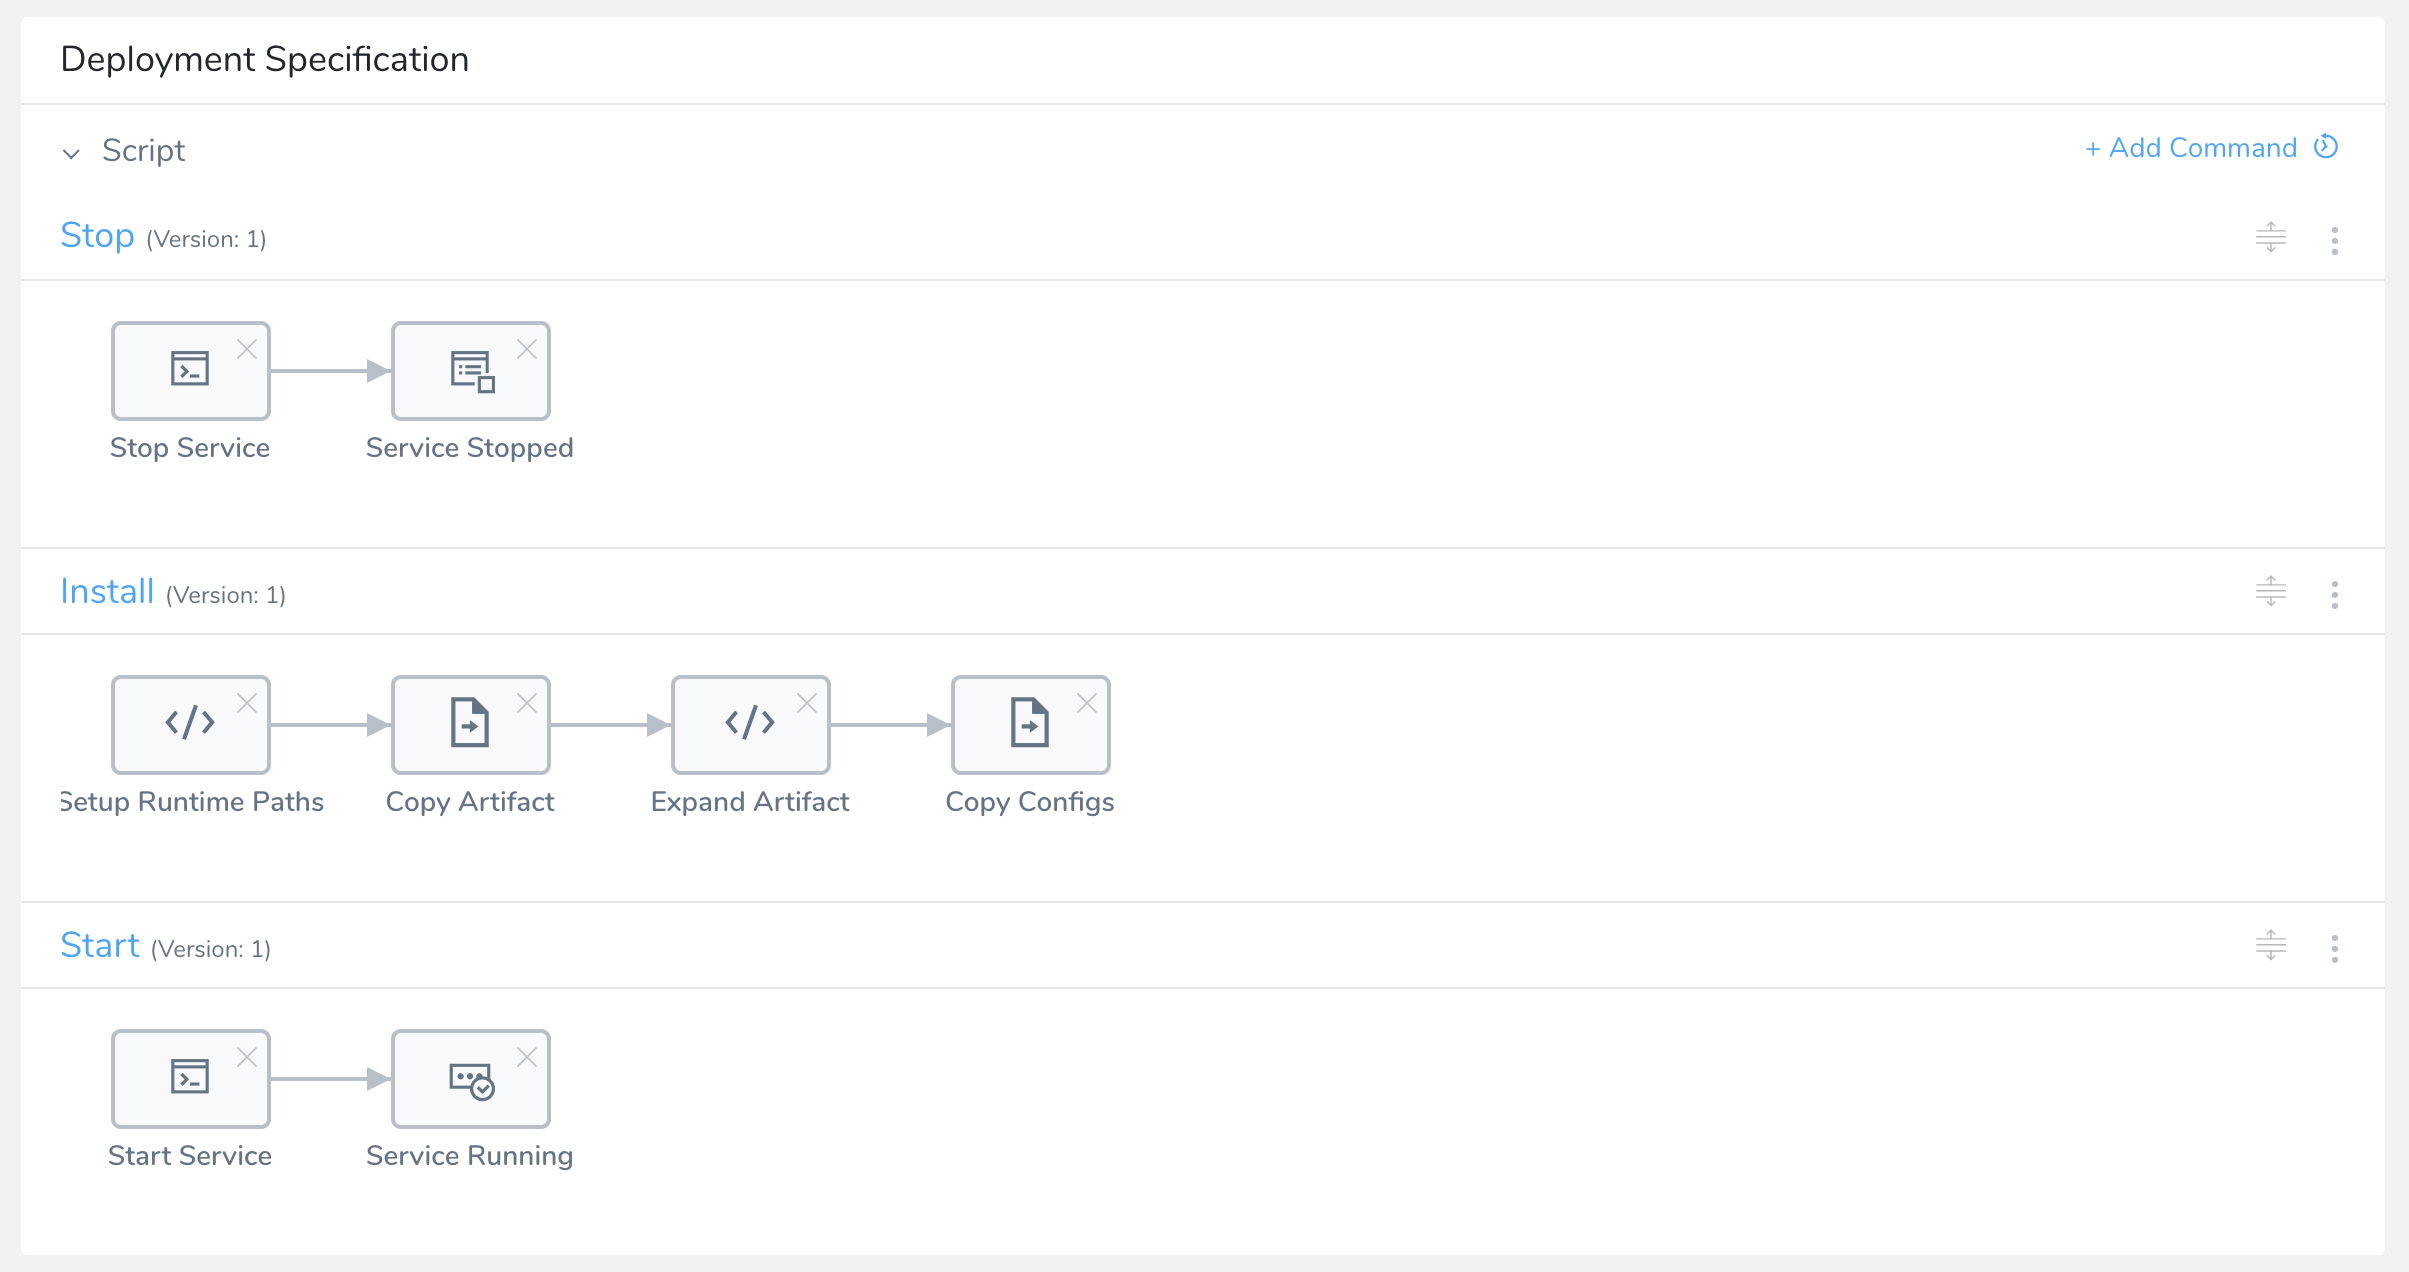 Deployment Specification
Script
+ Add Command
Stop (Version: 1)
Stop Service
Service Stopped
Install (Version: 1)
Setup Runtime Paths
Copy Artifact
Expand Artifact
Copy Configs
Start (Version: 1)
Start Service
Service Running